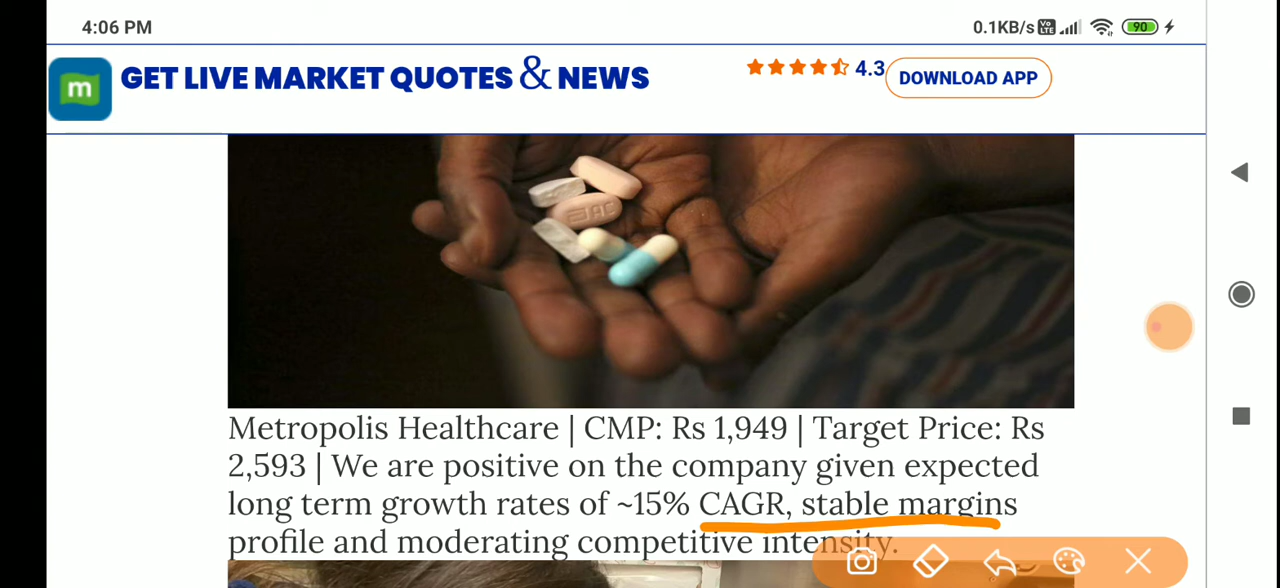 4:06 PM
0.1KB/s Vo LTE 90
m
GET LIVE MARKET QUOTES & NEWS
4.3
DOWNLOAD APP
Metropolis Healthcare | CMP: Rs 1,949 | Target Price: Rs
2,593 | We are positive on the company given expected
long term growth rates of ~15% CAGR, stable margins
profile and moderating competitive intensity.